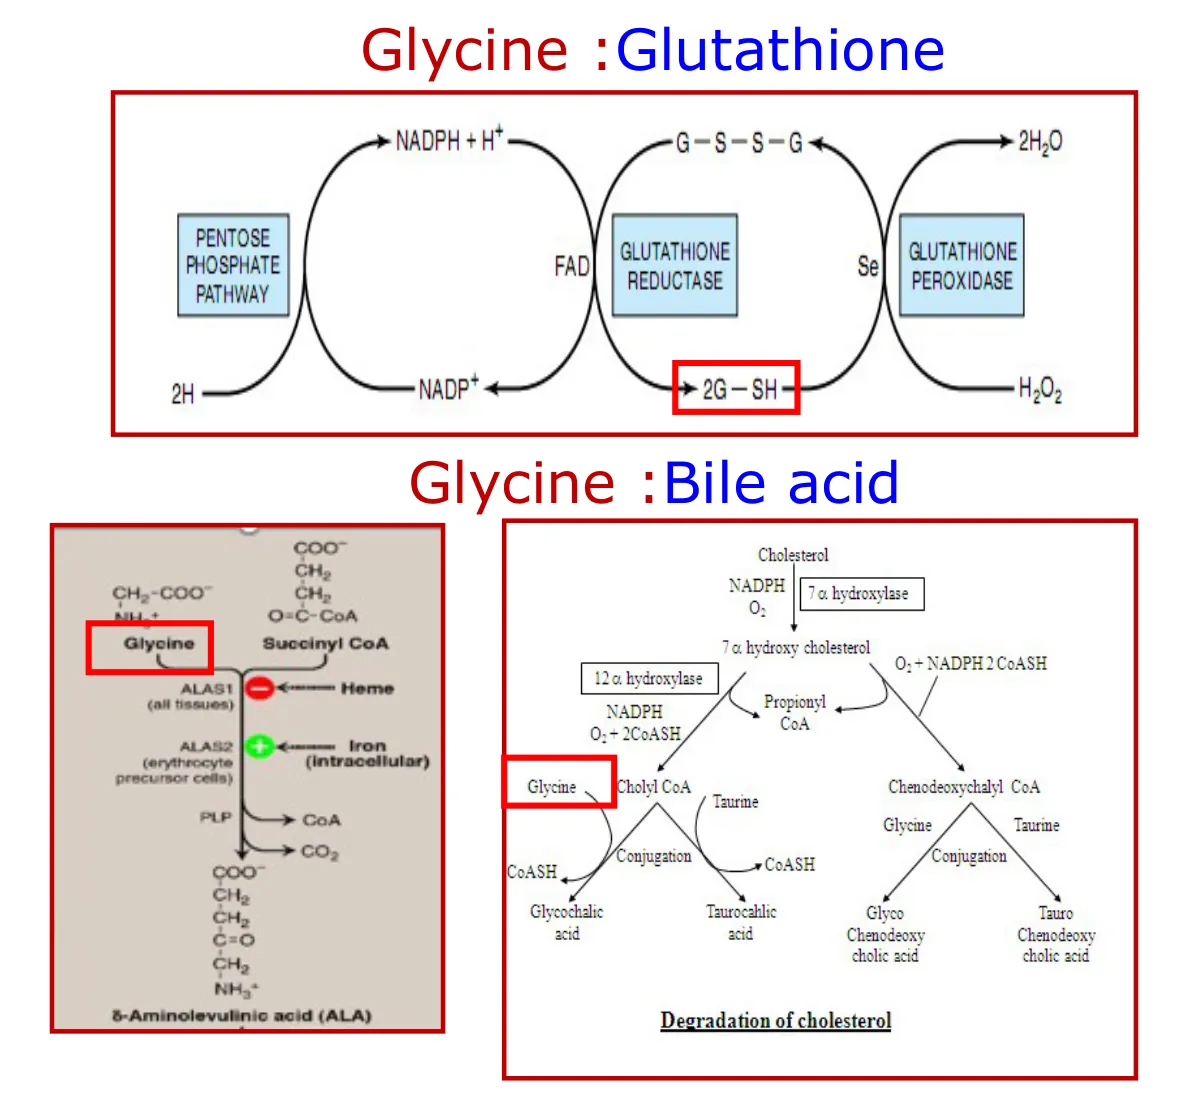 Glycine :Glutathione
NADPH + H⁺
G – S – S – G
2H₂O
PENTOSE
PHOSPHATE
PATHWAY
FAD
GLUTATHIONE
REDUCTASE
Se
GLUTATHIONE
PEROXIDASE
2H
NADP⁺
2G – SH
H₂O₂
Glycine :Bile acid
COO⁻
CH₂
CH₂
O=C-CoA
CH₂-COO⁻
NH₃⁺
Glycine
Succinyl CoA
ALAS1
(all tissues)
–
Heme
ALAS2
(erythrocyte
precursor cells)
+
Iron
(intracellular)
PLP
CoA
CO₂
COO⁻
CH₂
CH₂
C=O
CH₂
NH₃⁺
δ-Aminolevulinic acid (ALA)
Cholesterol
NADPH
O₂
7 α hydroxylase
7 α hydroxy cholesterol
12 α hydroxylase
NADPH
O₂ + 2CoASH
Propionyl
CoA
O₂ + NADPH 2 CoASH
Glycine
Cholyl CoA
Taurine
Chenodeoxychalyl CoA
Glycine
Taurine
CoASH
Conjugation
CoASH
Conjugation
Glycochalic
acid
Taurocahlic
acid
Glyco
Chenodeoxy
cholic acid
Tauro
Chenodeoxy
cholic acid
Degradation of cholesterol